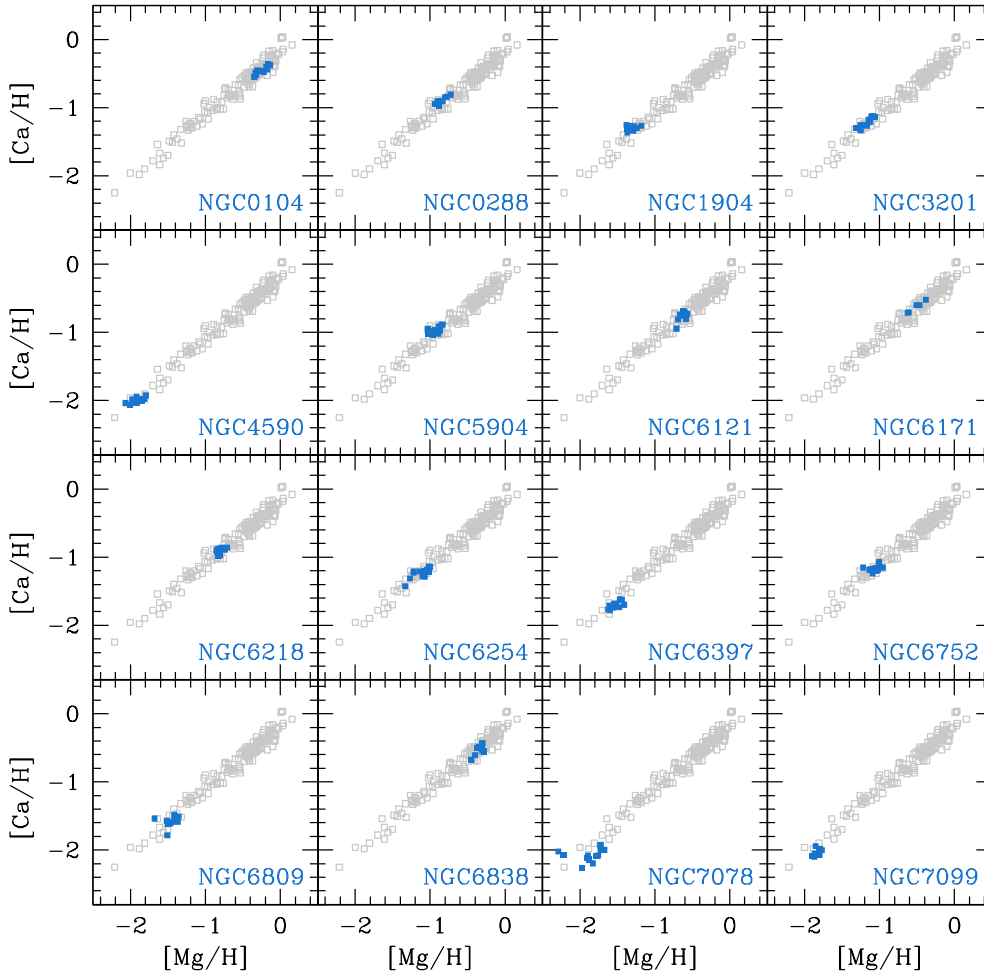 0
−1
−2
[Ca/H]
NGC0104
NGC0288
NGC1904
NGC3201
0
−1
−2
[Ca/H]
NGC4590
NGC5904
NGC6121
NGC6171
0
−1
−2
[Ca/H]
NGC6218
NGC6254
NGC6397
NGC6752
0
−1
−2
[Ca/H]
NGC6809
NGC6838
NGC7078
NGC7099
−2 −1 0 −2 −1 0 −2 −1 0 −2 −1 0
[Mg/H] [Mg/H] [Mg/H] [Mg/H]